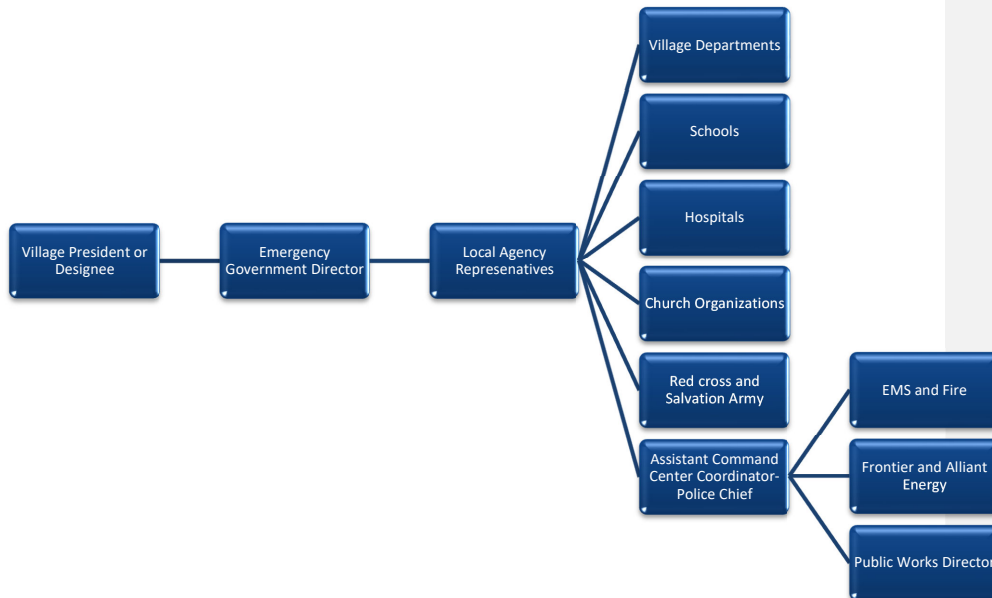 Village Departments
Schools
Hospitals
Village President or
Designee
Emergency
Government Director
Local Agency
Represenatives
Church Organizations
Red cross and
Salvation Army
EMS and Fire
Assistant Command
Center Coordinator-
Police Chief
Frontier and Alliant
Energy
Public Works Director